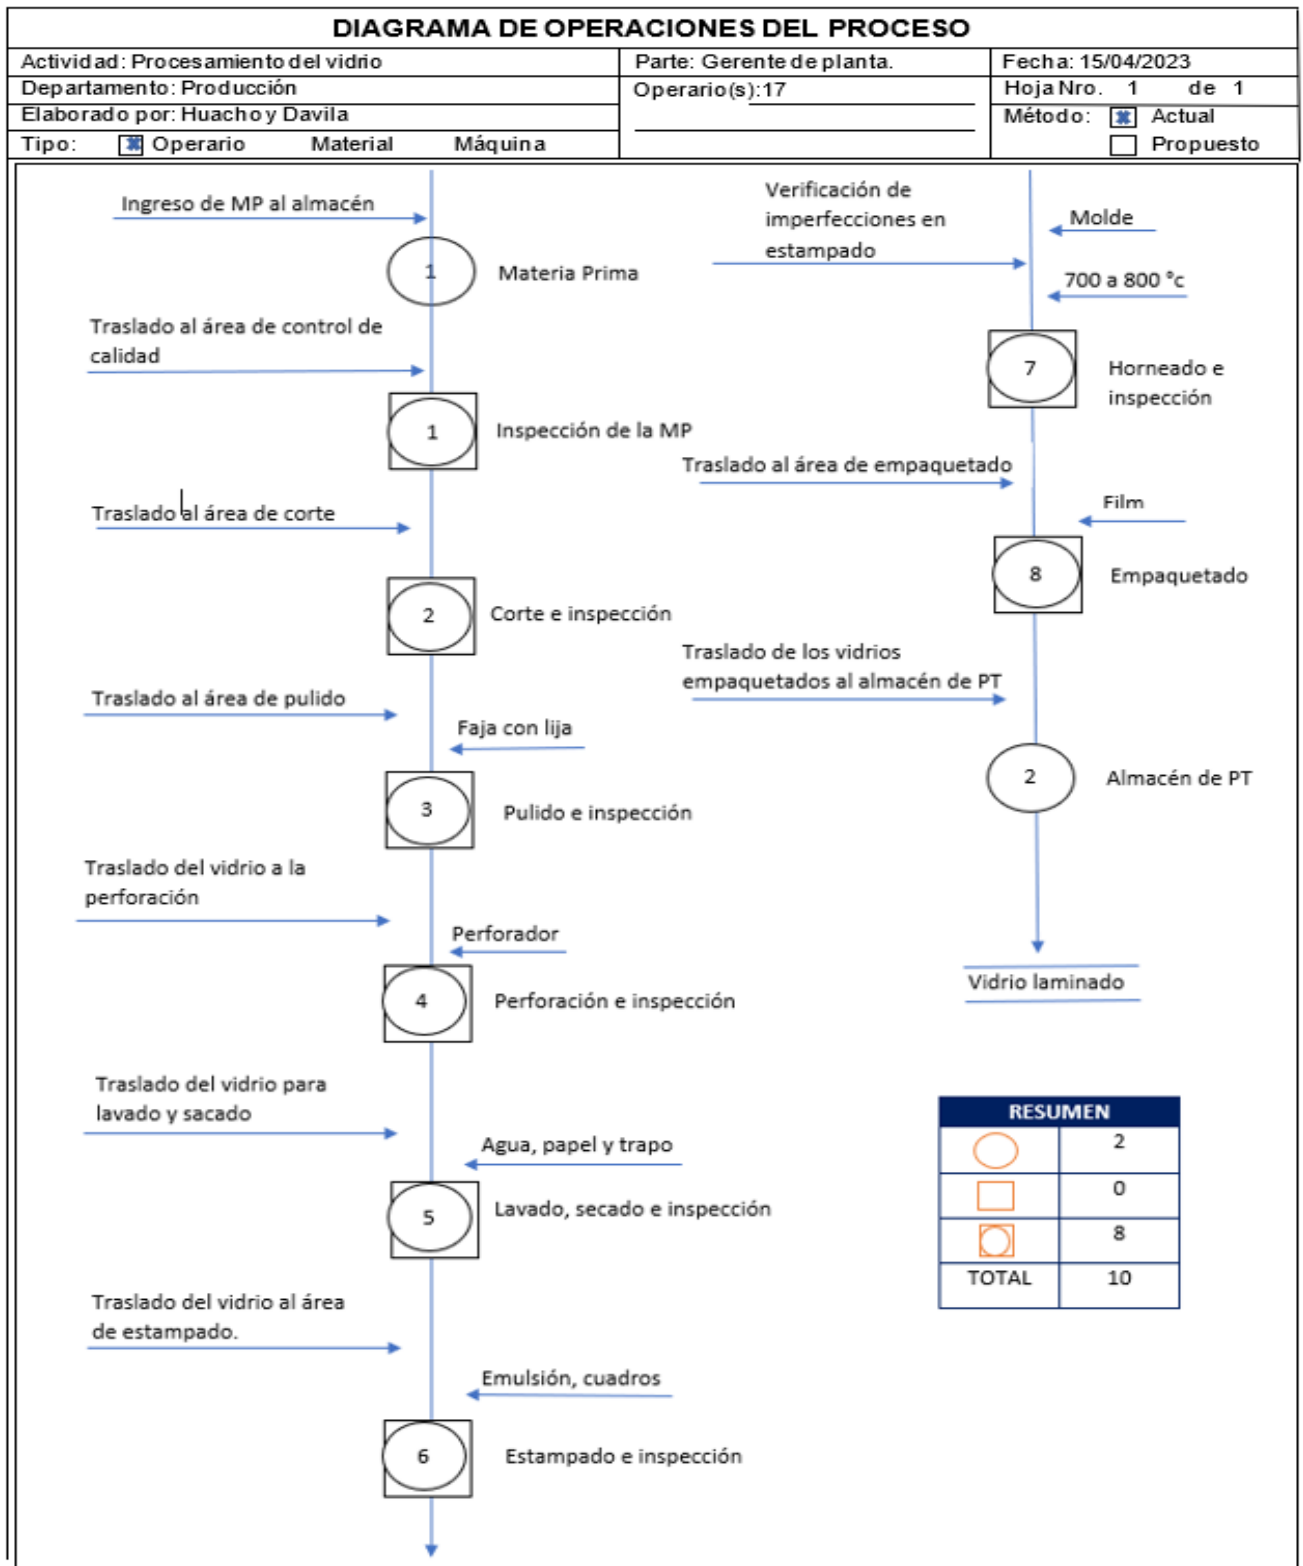 DIAGRAMA DE OPERACIONES DEL PROCESO
Actividad: Procesamiento del vidrio
Parte: Gerente de planta.
Fecha: 15/04/2023
Departamento: Producción
Operario(s):17
Hoja Nro. 1 de 1
Elaborado por: Huacho y Davila
Método: Actual
Tipo: Operario Material Máquina
Propuesto
Ingreso de MP al almacén
1
Materia Prima
Traslado al área de control de
calidad
1
Inspección de la MP
Traslado al área de corte
2
Corte e inspección
Traslado al área de pulido
Faja con lija
3
Pulido e inspección
Traslado del vidrio a la
perforación
Perforador
4
Perforación e inspección
Traslado del vidrio para
lavado y sacado
Agua, papel y trapo
5
Lavado, secado e inspección
Traslado del vidrio al área
de estampado.
Emulsión, cuadros
6
Estampado e inspección
Verificación de
imperfecciones en
estampado
Molde
700 a 800 °c
7
Horneado e
inspección
Traslado al área de empaquetado
Film
8
Empaquetado
Traslado de los vidrios
empaquetados al almacén de PT
2
Almacén de PT
Vidrio laminado
RESUMEN
2
0
8
TOTAL 10